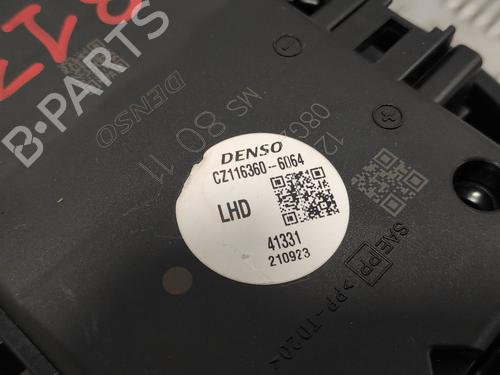 B-PARTS
DENSO
MS 80 11
DENSO
CZ116360-6064
LHD
41331
210923
SAE PP
>PP-TD20<